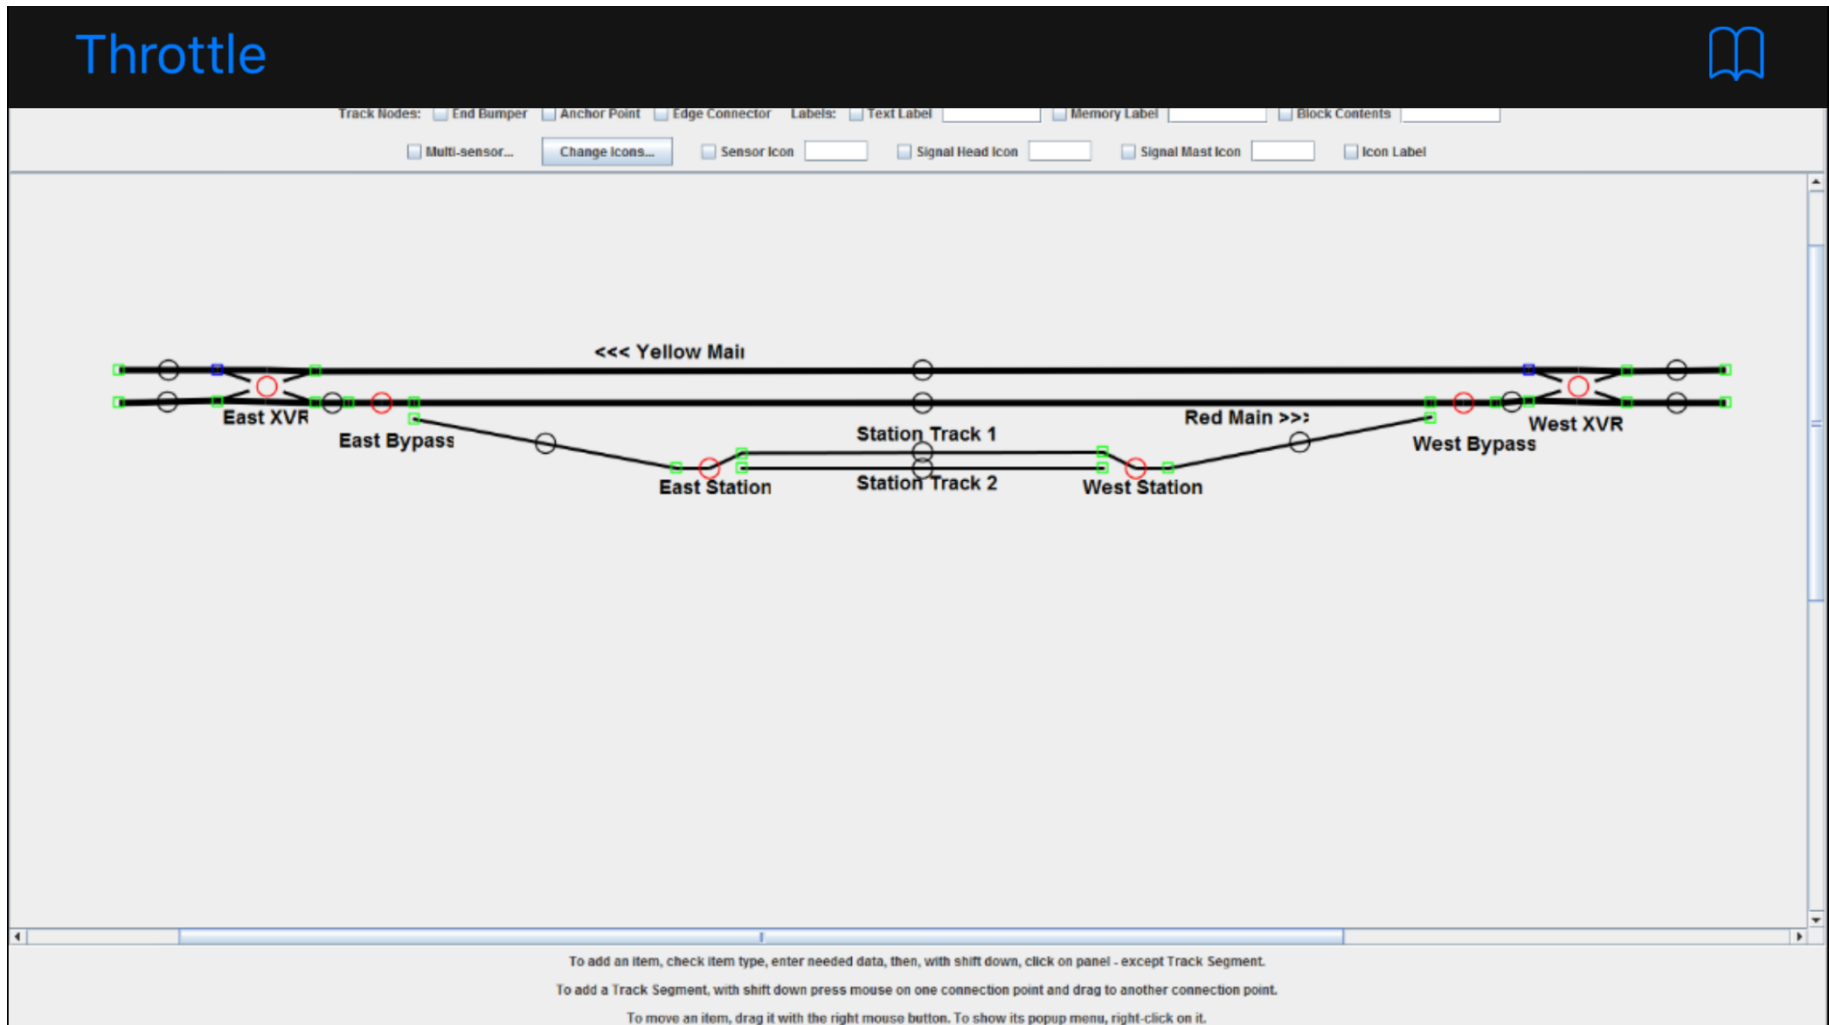 Throttle
Track Nodes: End Bumper Anchor Point Edge Connector Labels: Text Label Memory Label Block Contents
Multi-sensor... Change Icons... Sensor Icon Signal Head Icon Signal Mast Icon Icon Label
<<< Yellow Main
East XVR
Red Main >>>
West XVR
East Bypass
Station Track 1
West Bypass
East Station
Station Track 2
West Station
To add an item, check item type, enter needed data, then, with shift down, click on panel - except Track Segment.
To add a Track Segment, with shift down press mouse on one connection point and drag to another connection point.
To move an item, drag it with the right mouse button. To show its popup menu, right-click on it.